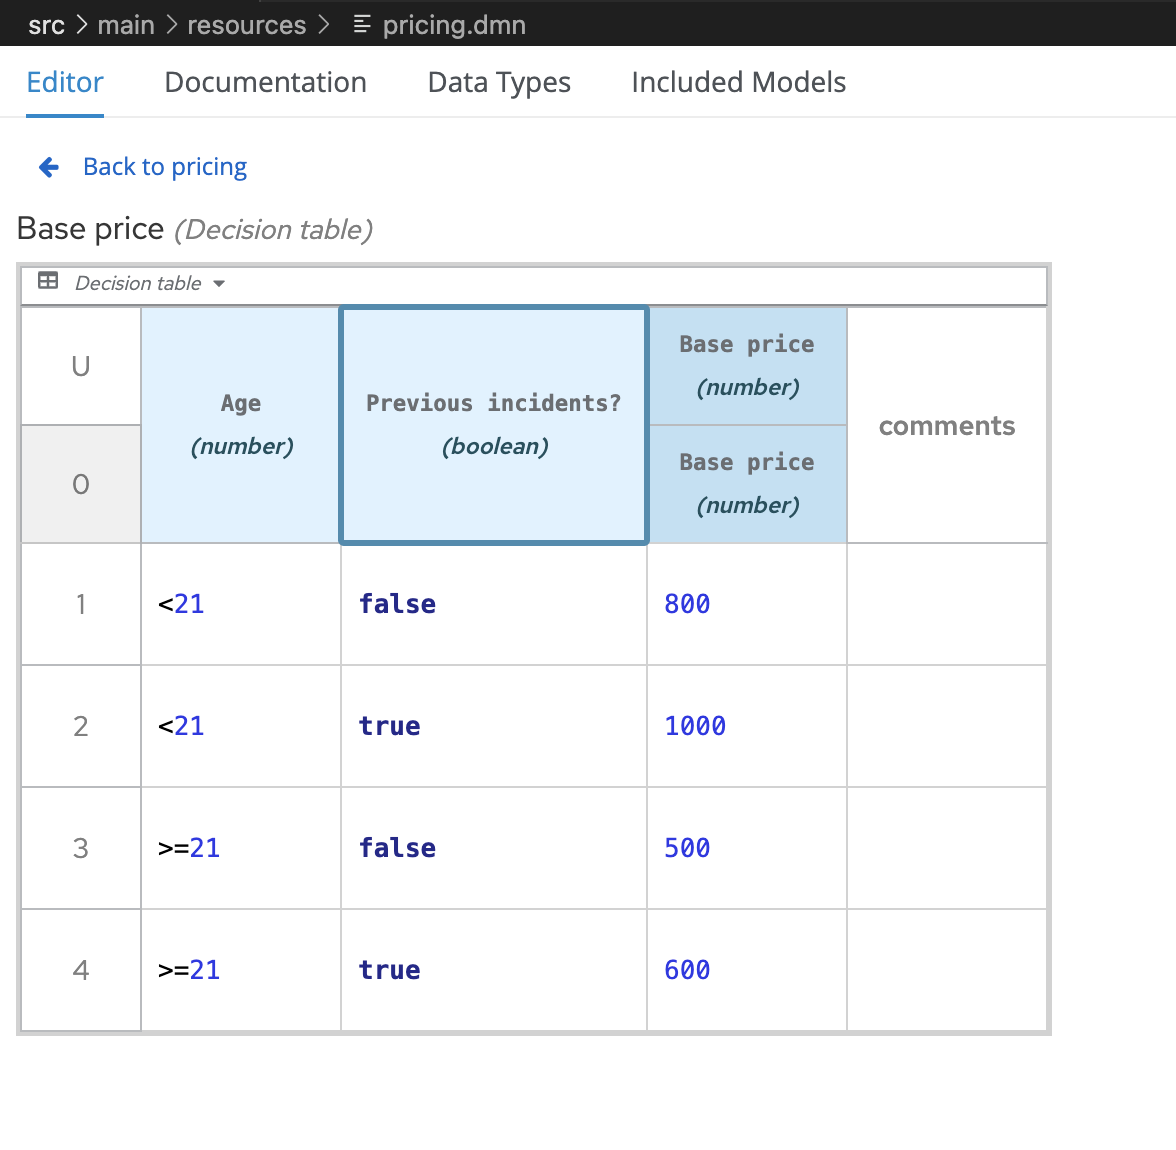 src > main > resources > pricing.dmn
Editor Documentation Data Types Included Models
Back to pricing
Base price (Decision table)
Decision table
U Age (number) Previous incidents? (boolean) Base price (number) comments
0 Base price (number)
1 <21 false 800
2 <21 true 1000
3 >=21 false 500
4 >=21 true 600